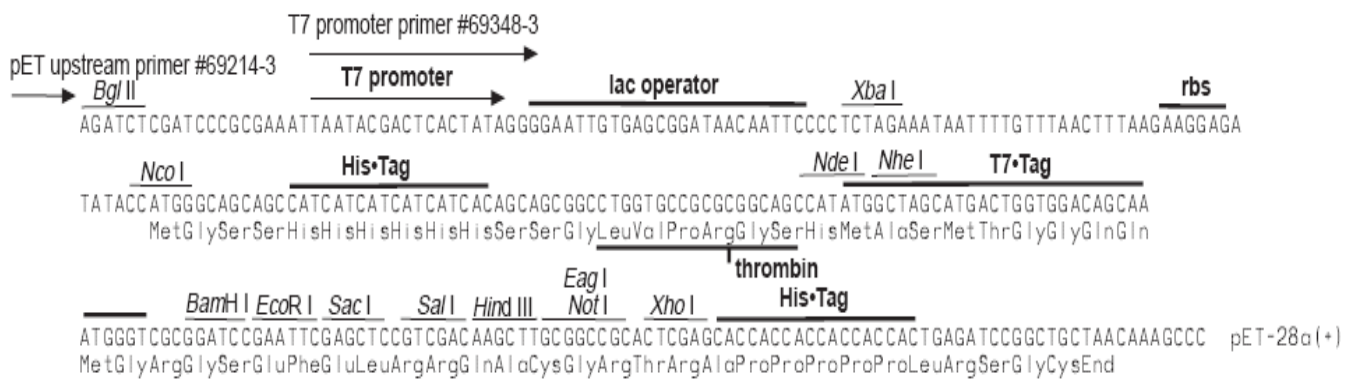 T7 promoter primer #69348-3
pET upstream primer #69214-3
Bgl II T7 promoter lac operator Xba I rbs
AGATCTCGATCCCGCGAAATTAATACGACTCACTATAGGGGAATTGTGAGCGGATAACAATTCCCCTCTAGAAATAATTTTGTTTAACTTTAAGAAGGAGA
Nco I His•Tag Nde I Nhe I T7•Tag
TATACCATGGGCAGCAGCCATCATCATCATCATCACAGCAGCGGCCTGGTGCCGCGCGGCAGCCATATGGCTAGCATGACTGGTGGACAGCAA
MetGlySerSerHisHisHisHisHisHisSerSerGlyLeuValProArgGlySerHisMetAlaSerMetThrGlyGlyGlnGln
thrombin
Eag I
BamH I EcoR I Sac I Sal I Hind III Not I Xho I His•Tag
ATGGGTCGCGGATCCGAATTCGAGCTCCGTCGACAAGCTTGCGGCCGCACTCGAGCACCACCACCACCACCACTGAGATCCGGCTGCTAACAAAGCCC pET-28a(+)
MetGlyArgGlySerGluPheGluLeuArgArgGlnAlaCysGlyArgThrArgAlaProProProProProLeuArgSerGlyCysEnd